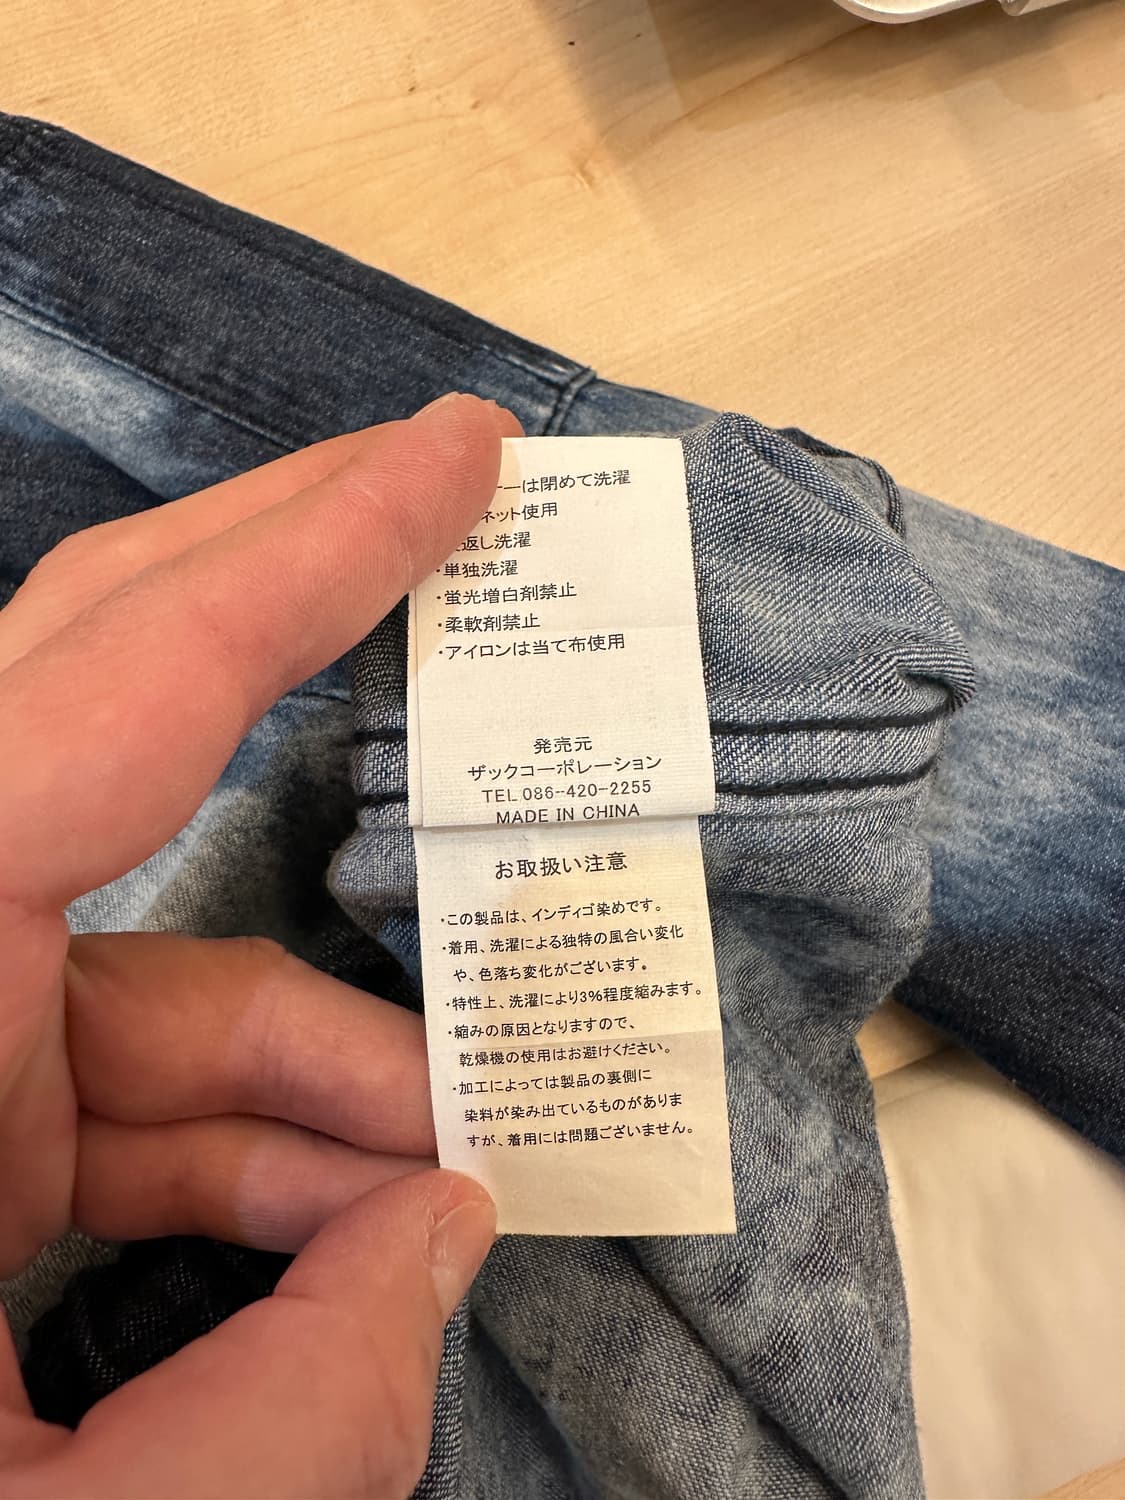 ーは閉めて洗濯
ネット使用
返し洗濯
・単独洗濯
・蛍光増白剤禁止
・柔軟剤禁止
・アイロンは当て布使用
発売元
ザックコーポレーション
TEL 086-420-2255
MADE IN CHINA
お取扱い注意
・この製品は、インディゴ染めです。
・着用、洗濯による独特の風合い変化
や、色落ち変化がございます。
・特性上、洗濯により3%程度縮みます。
・縮みの原因となりますので、
乾燥機の使用はお避けください。
・加工によっては製品の裏側に
染料が染み出ているものがありま
すが、着用には問題ございません。